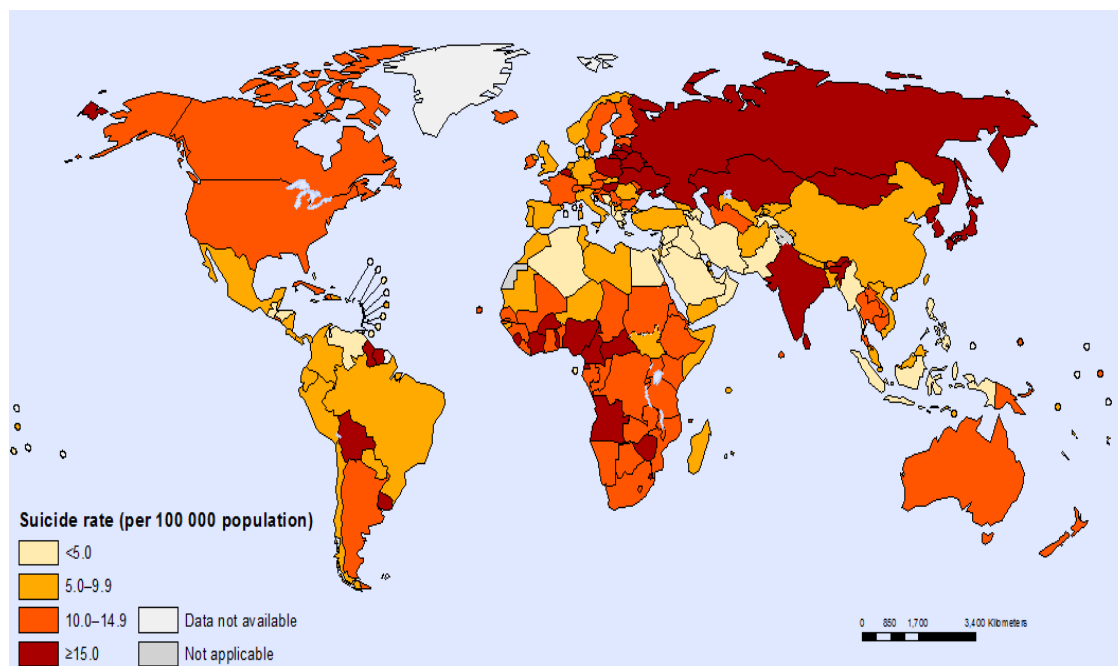 Suicide rate (per 100 000 population)
<5.0
5.0–9.9
10.0–14.9
≥15.0
Data not available
Not applicable
0 850 1,700 3,400 Kilometers